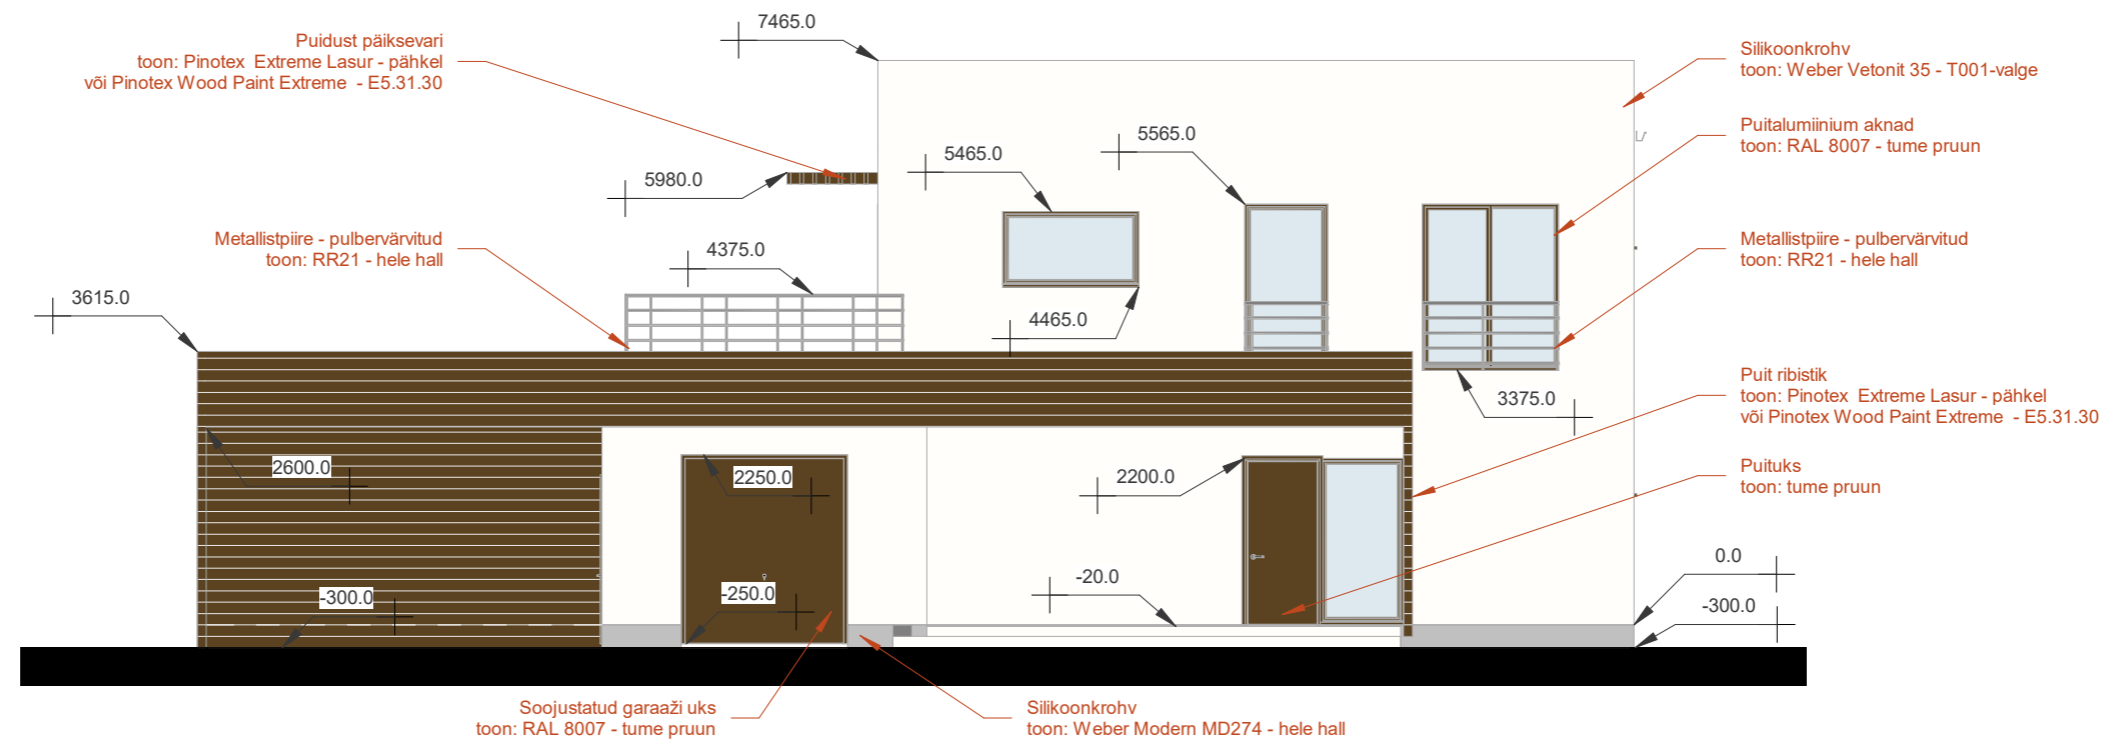 7465.0
Puidust päiksevari
toon: Pinotex Extreme Lasur - pähkel
või Pinotex Wood Paint Extreme - E5.31.30
Silikoonkrohv
toon: Weber Vetonit 35 - T001-valge
Puitalumiinium aknad
toon: RAL 8007 - tume pruun
5565.0
5465.0
5980.0
Metallistpiire - pulbervärvitud
toon: RR21 - hele hall
4375.0
Metallistpiire - pulbervärvitud
toon: RR21 - hele hall
3615.0
4465.0
Puit ribistik
toon: Pinotex Extreme Lasur - pähkel
või Pinotex Wood Paint Extreme - E5.31.30
3375.0
2600.0
2250.0
2200.0
Puituks
toon: tume pruun
0.0
-20.0
-300.0
-250.0
-300.0
Soojustatud garaaži uks
toon: RAL 8007 - tume pruun
Silikoonkrohv
toon: Weber Modern MD274 - hele hall